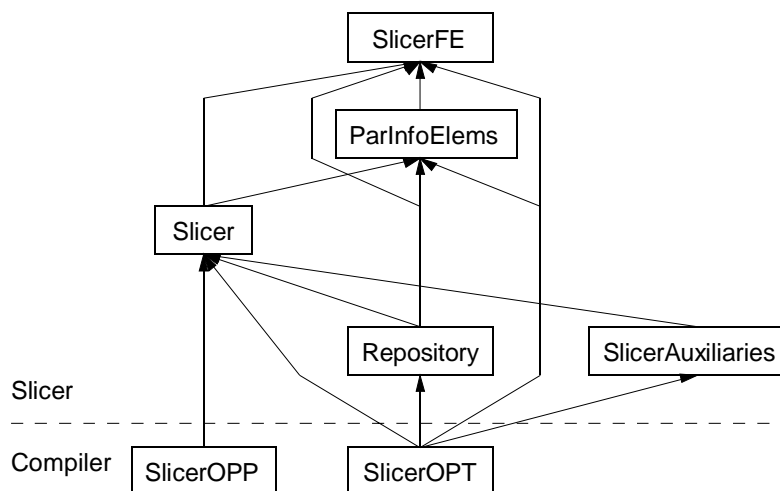 SlicerFE
ParInfoElems
Slicer
Repository
SlicerAuxiliaries
Slicer
Compiler
SlicerOPP
SlicerOPT